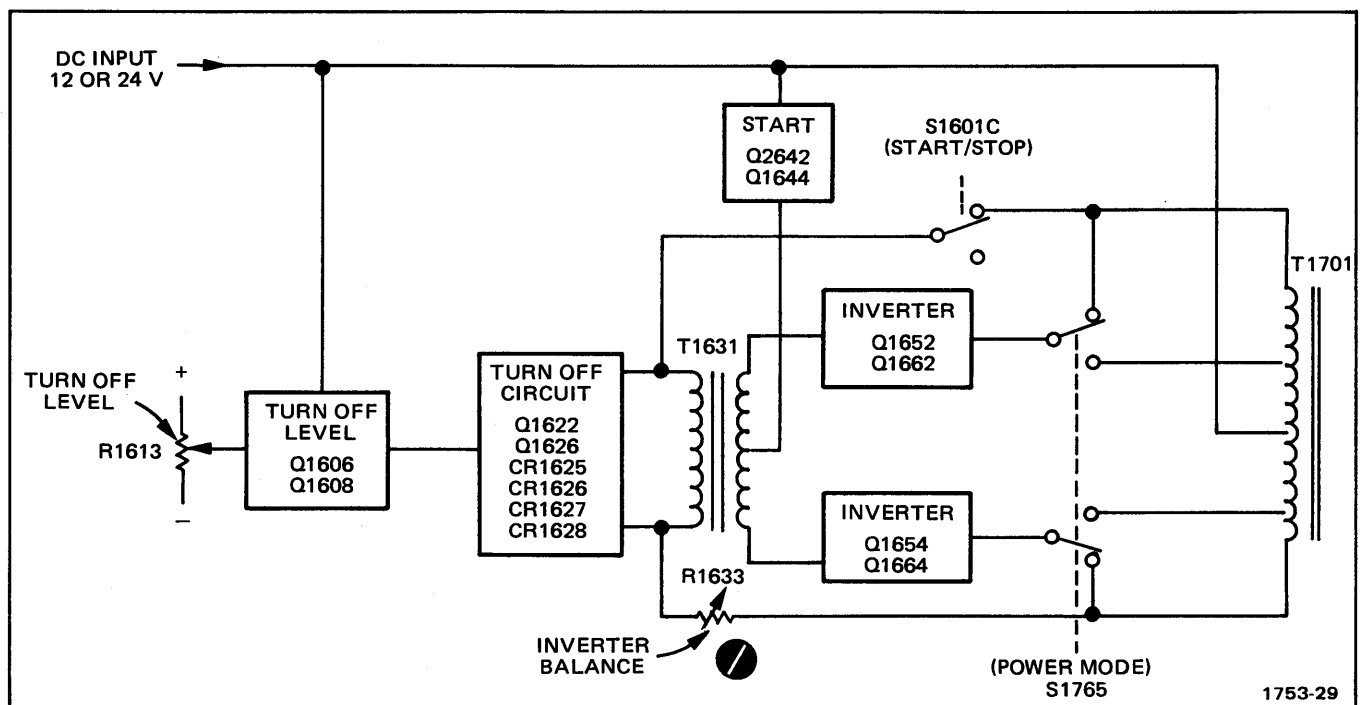 DC INPUT
12 OR 24 V
START
Q2642
Q1644
S1601C
(START/STOP)
T1701
INVERTER
Q1652
Q1662
T1631
TURN OFF
CIRCUIT
Q1622
Q1626
CR1625
CR1626
CR1627
CR1628
TURN OFF
LEVEL
+
R1613
−
TURN OFF
LEVEL
Q1606
Q1608
INVERTER
Q1654
Q1664
R1633
INVERTER
BALANCE
(POWER MODE)
S1765
1753-29